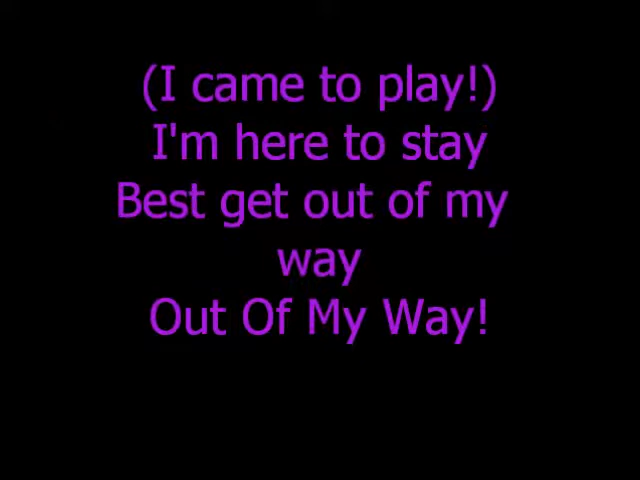 (I came to play!)
I'm here to stay
Best get out of my
way
Out Of My Way!